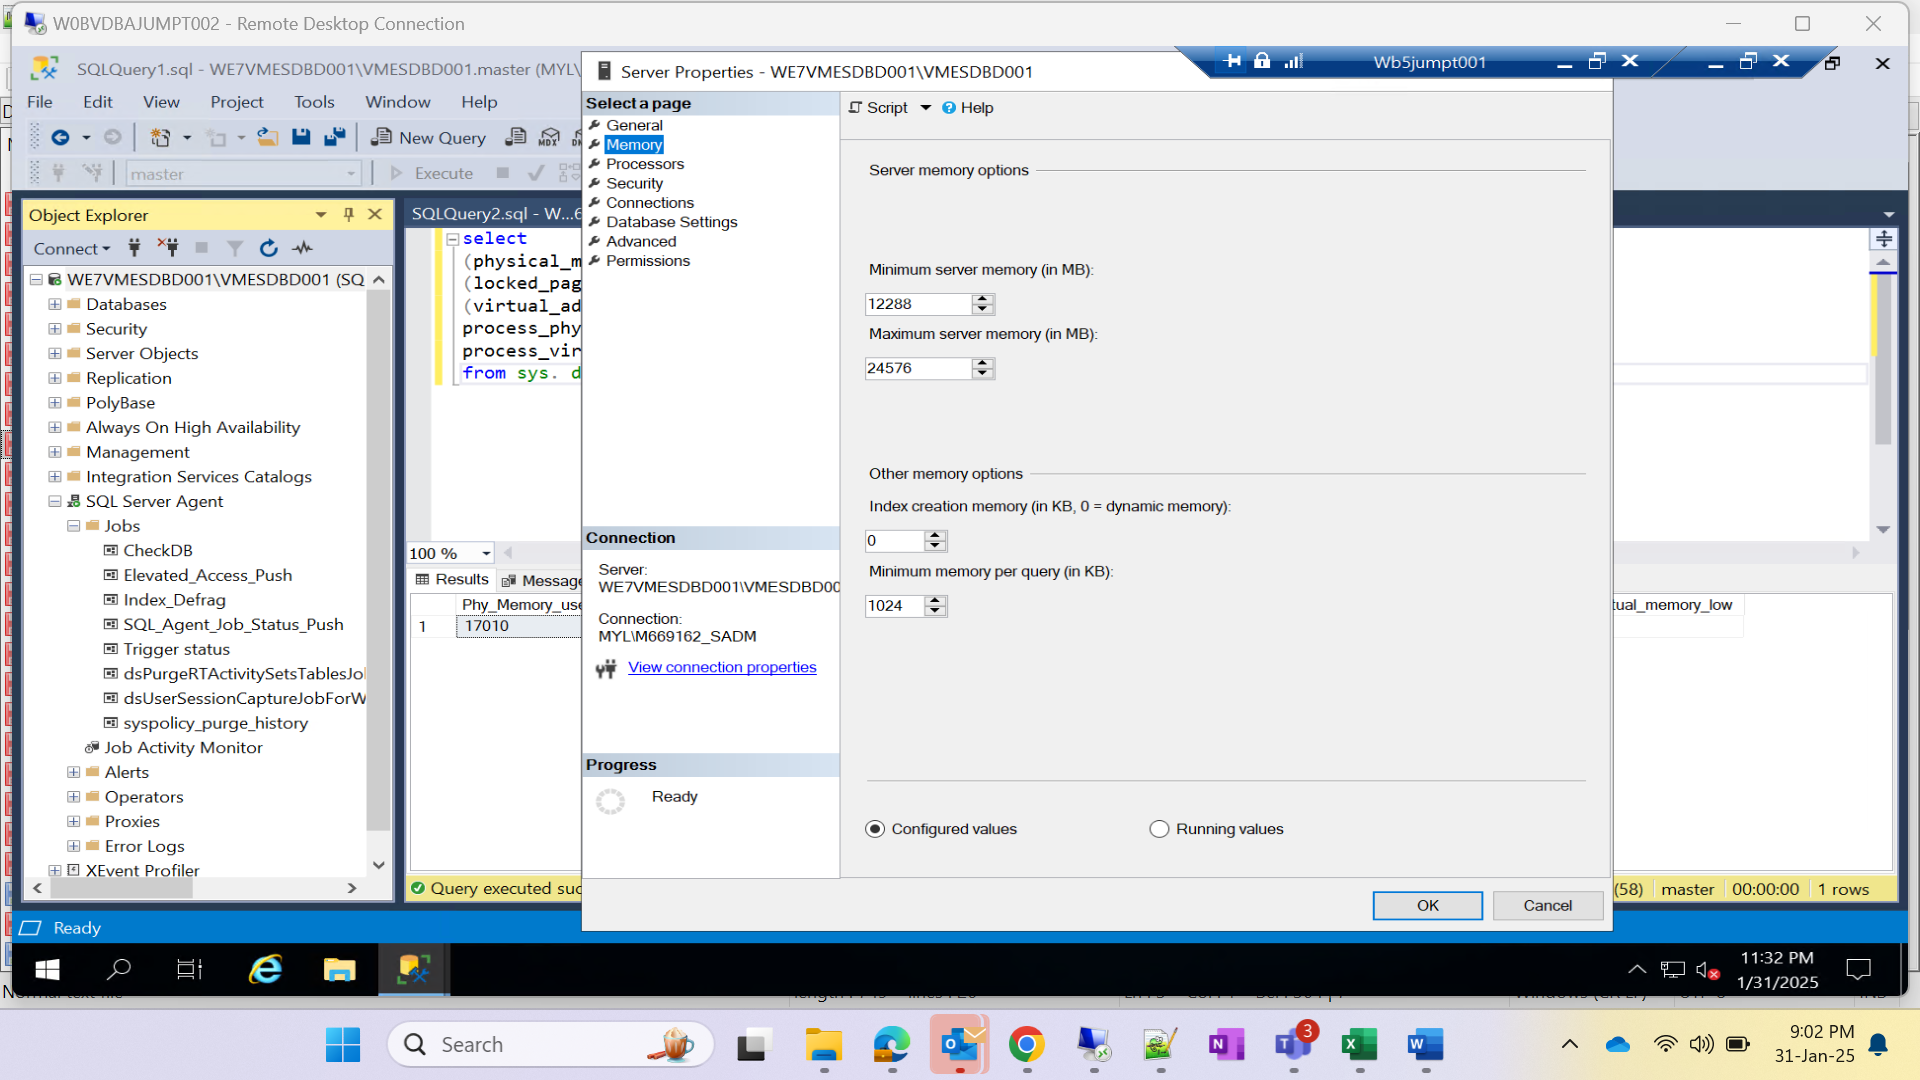 W0BVDBAJUMPT002 - Remote Desktop Connection
SQLQuery1.sql - WE7VMESDBD001\VMESDBD001.master (MYL\
File Edit View Project Tools Window Help
New Query
MDX
master
Execute
Object Explorer
Connect
WE7VMESDBD001\VMESDBD001 (SQ
Databases
Security
Server Objects
Replication
PolyBase
Always On High Availability
Management
Integration Services Catalogs
SQL Server Agent
Jobs
CheckDB
Elevated_Access_Push
Index_Defrag
SQL_Agent_Job_Status_Push
Trigger status
dsPurgeRTActivitySetsTablesJo
dsUserSessionCaptureJobForW
syspolicy_purge_history
Job Activity Monitor
Alerts
Operators
Proxies
Error Logs
XEvent Profiler
SQLQuery2.sql - W...6
select
(physical_m
(locked_pag
(virtual_ad
process_phy
process_vir
from sys. d
100 %
Results Message
Phy_Memory_use
1 17010
Query executed suc
Server Properties - WE7VMESDBD001\VMESDBD001
Wb5jumpt001
Select a page
General
Memory
Processors
Security
Connections
Database Settings
Advanced
Permissions
Connection
Server:
WE7VMESDBD001\VMESDBD00
Connection:
MYL\M669162_SADM
View connection properties
Progress
Ready
Script Help
Server memory options
Minimum server memory (in MB):
12288
Maximum server memory (in MB):
24576
Other memory options
Index creation memory (in KB, 0 = dynamic memory):
0
Minimum memory per query (in KB):
1024
Configured values Running values
OK Cancel
tual_memory_low
(58) master 00:00:00 1 rows
Ready
11:32 PM
1/31/2025
Search
3
9:02 PM
31-Jan-25